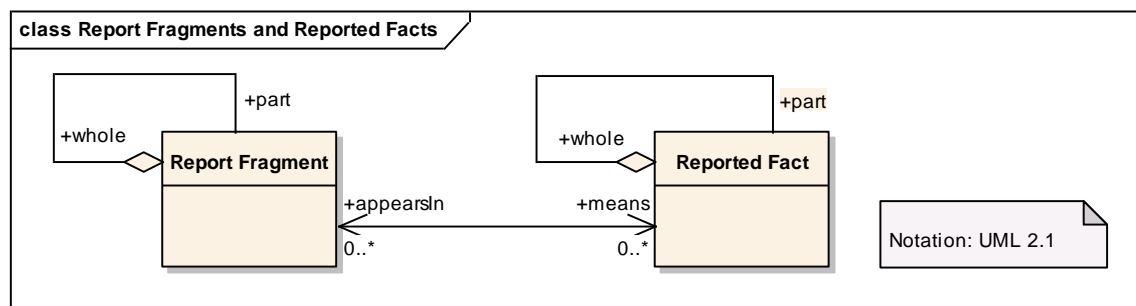 class Report Fragments and Reported Facts
+part
+part
+whole
+whole
Report Fragment
Reported Fact
+appearsIn
+means
0..*
0..*
Notation: UML 2.1